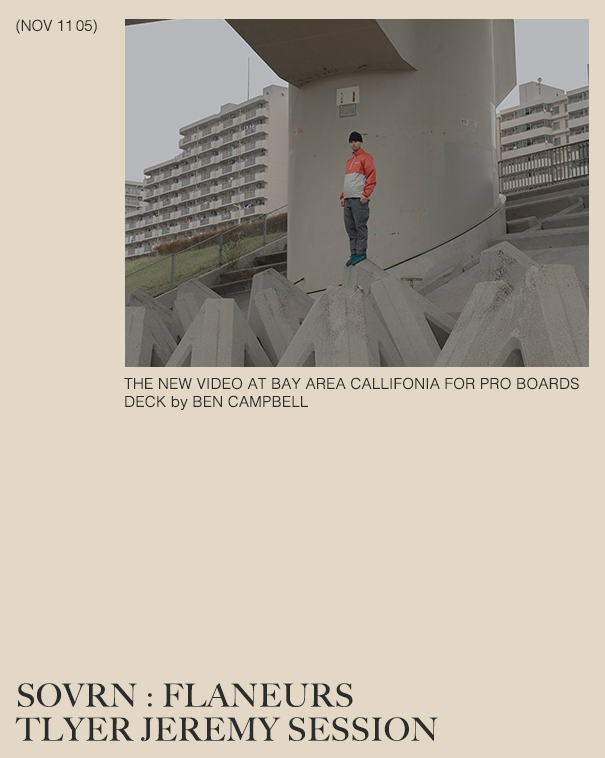 (NOV 11 05)
THE NEW VIDEO AT BAY AREA CALLIFONIA FOR PRO BOARDS
DECK by BEN CAMPBELL
SOVRN : FLANEURS
TLYER JEREMY SESSION